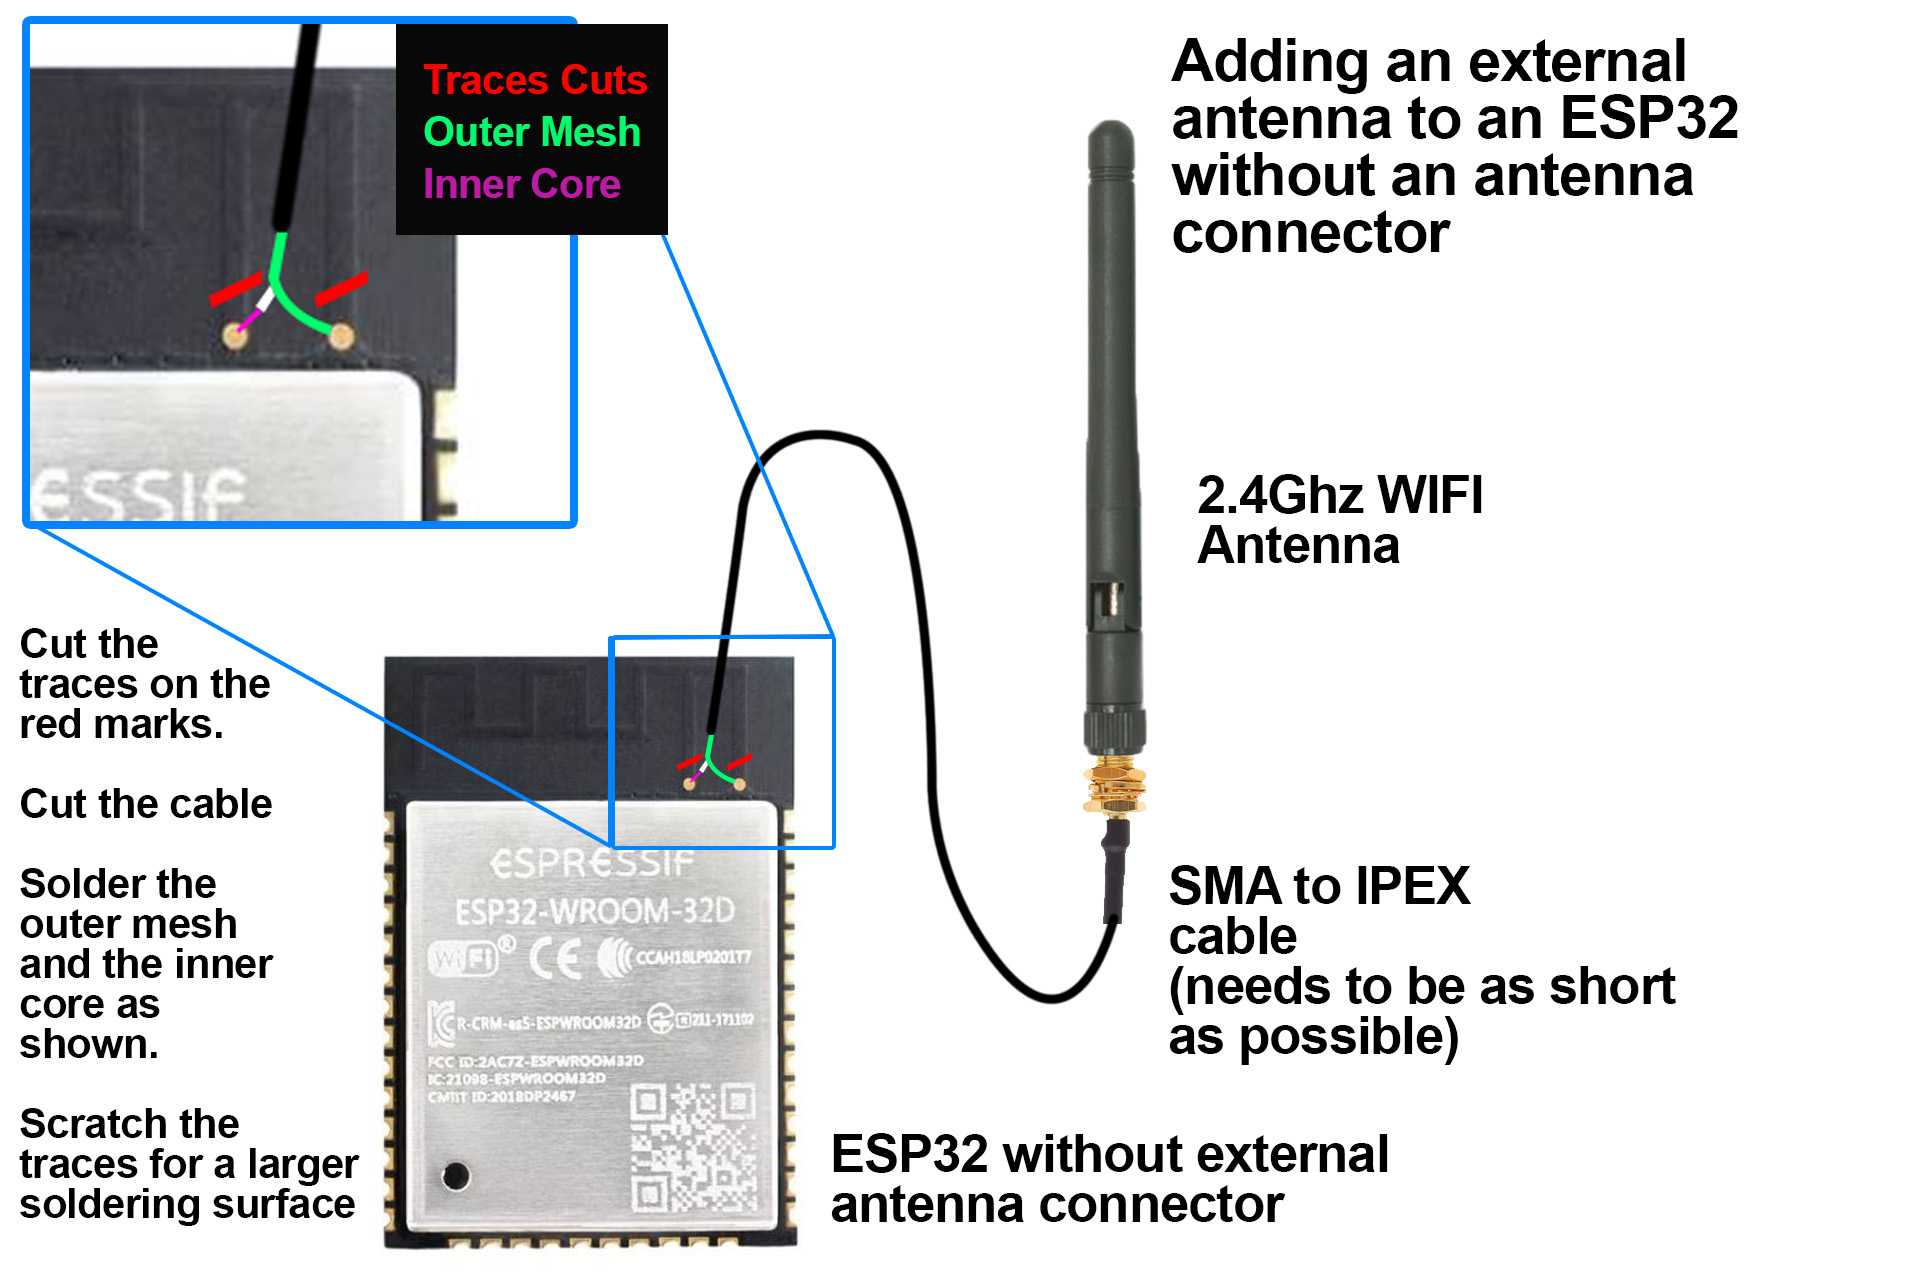 Traces Cuts
Outer Mesh
Inner Core
Adding an external
antenna to an ESP32
without an antenna
connector
ESSIF
2.4Ghz WIFI
Antenna
Cut the
traces on the
red marks.
Cut the cable
Solder the
outer mesh
and the inner
core as
shown.
Scratch the
traces for a larger
soldering surface
ESPRESSIF
ESP32-WROOM-32D
WiFi® CE CCAH18LP0201T7
R-CRM-es5-ESPWROOM32D R 211-171102
FCC ID:2AC7Z-ESPWROOM32D
IC:21098-ESPWROOM32D
CMIIT ID:2018DP2467
SMA to IPEX
cable
(needs to be as short
as possible)
ESP32 without external
antenna connector